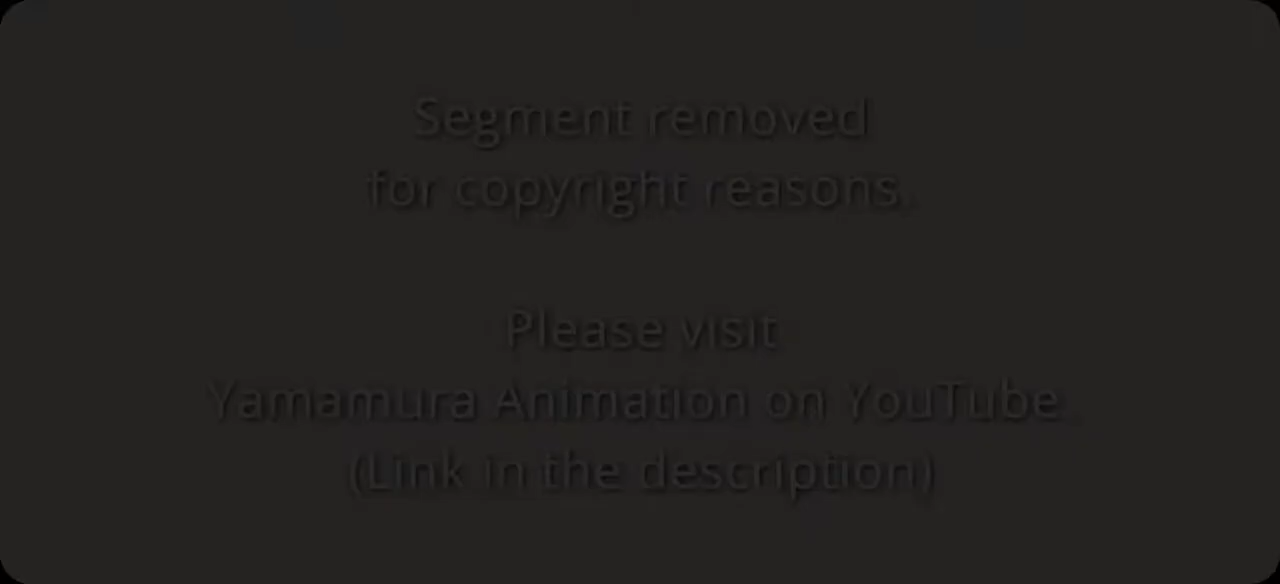 Segment removed
for copyright reasons.
Please visit
Yamamura Animation on YouTube.
(Link in the description)